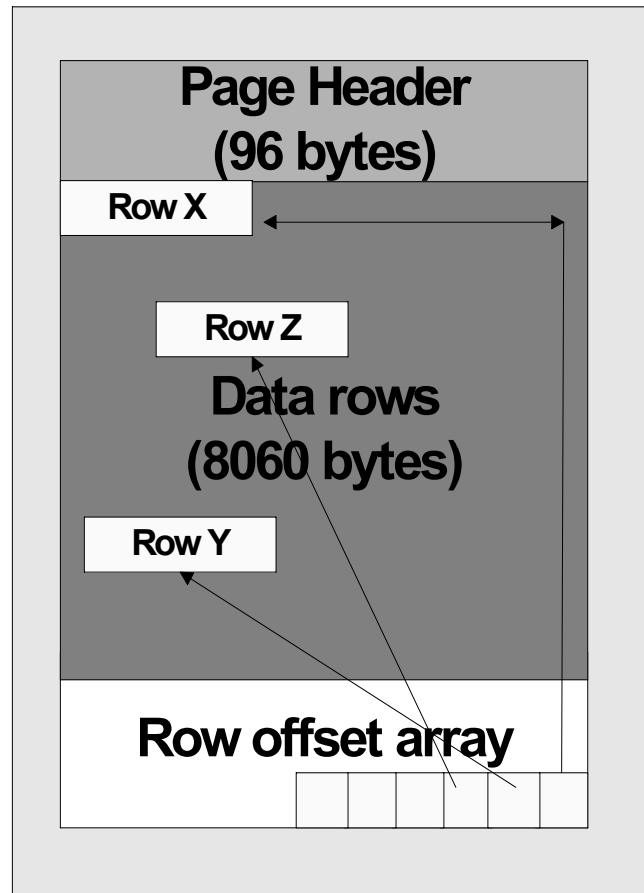 Page Header
(96 bytes)
Row X
Row Z
Data rows
(8060 bytes)
Row Y
Row offset array